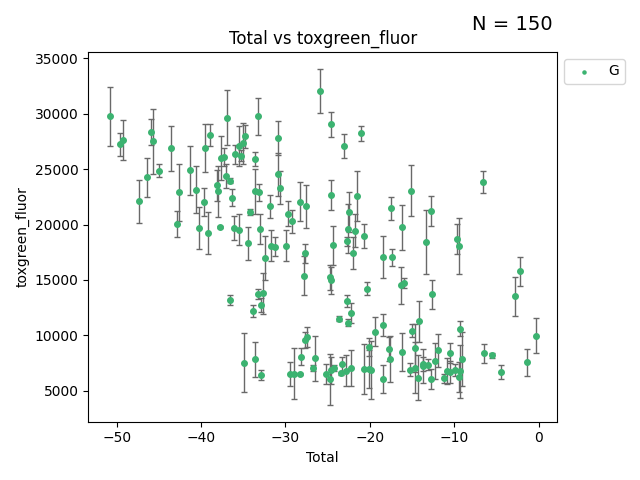 N = 150
Total vs toxgreen_fluor
G
35000
30000
25000
20000
15000
10000
5000
toxgreen_fluor
−50 −40 −30 −20 −10 0
Total